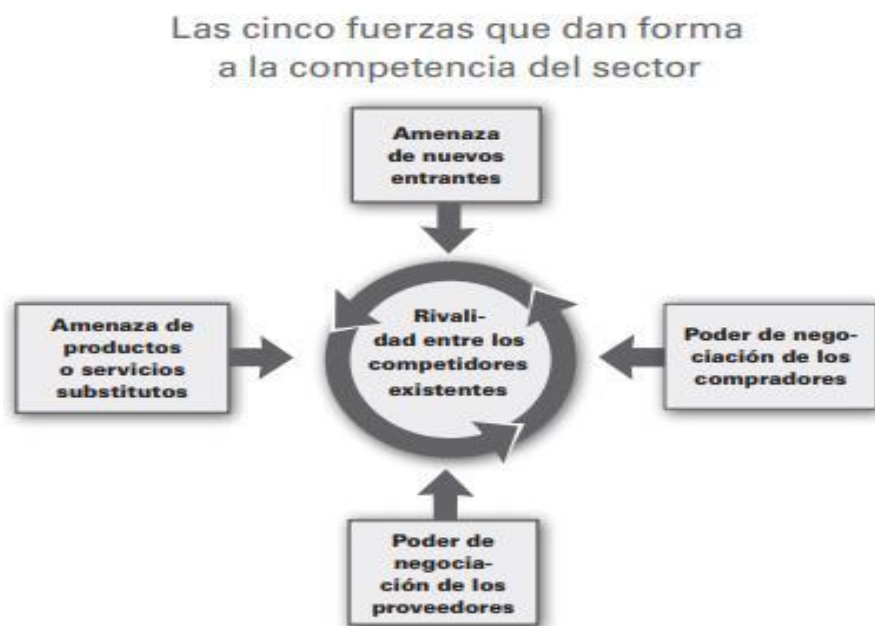 Las cinco fuerzas que dan forma
a la competencia del sector
Amenaza
de nuevos
entrantes
Amenaza de
productos
o servicios
substitutos
Rivali-
dad entre los
competidores
existentes
Poder de nego-
ciación de los
compradores
Poder de
negocia-
ción de los
proveedores